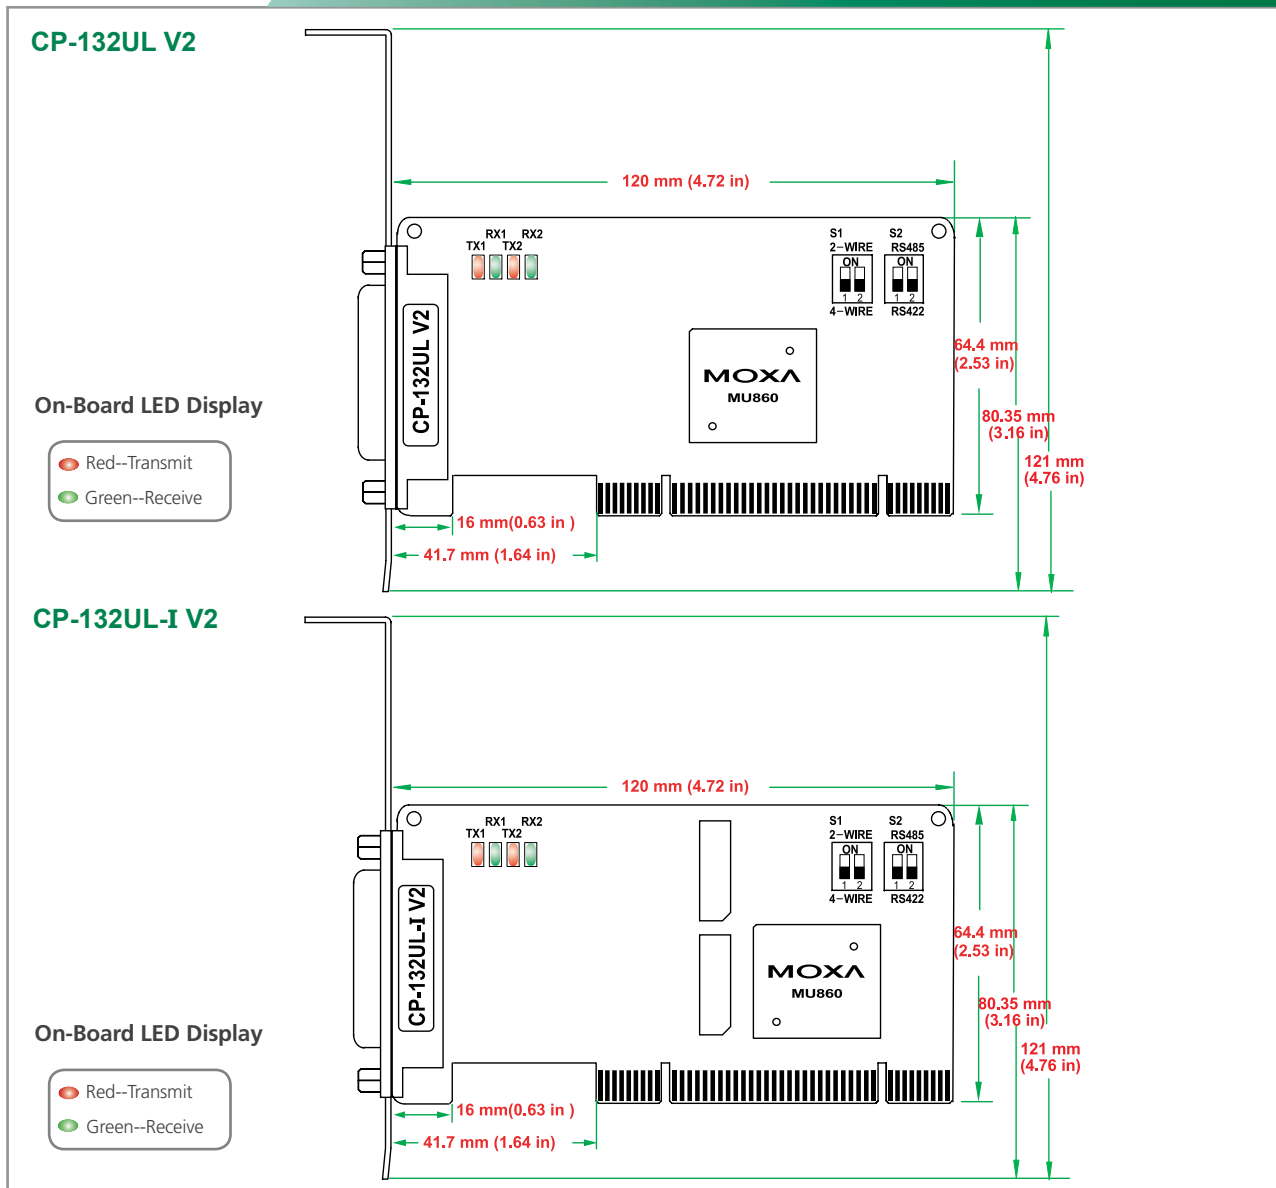 CP-132UL V2
120 mm (4.72 in)
RX1 RX2
TX1 TX2
S1 S2
2-WIRE RS485
ON ON
1 2 1 2
4-WIRE RS422
CP-132UL V2
MOXA
MU860
64.4 mm
(2.53 in)
80.35 mm
(3.16 in)
121 mm
(4.76 in)
On-Board LED Display
Red--Transmit
Green--Receive
16 mm(0.63 in )
41.7 mm (1.64 in)
CP-132UL-I V2
120 mm (4.72 in)
RX1 RX2
TX1 TX2
S1 S2
2-WIRE RS485
ON ON
1 2 1 2
4-WIRE RS422
CP-132UL-I V2
MOXA
MU860
64.4 mm
(2.53 in)
80.35 mm
(3.16 in)
121 mm
(4.76 in)
On-Board LED Display
Red--Transmit
Green--Receive
16 mm(0.63 in )
41.7 mm (1.64 in)